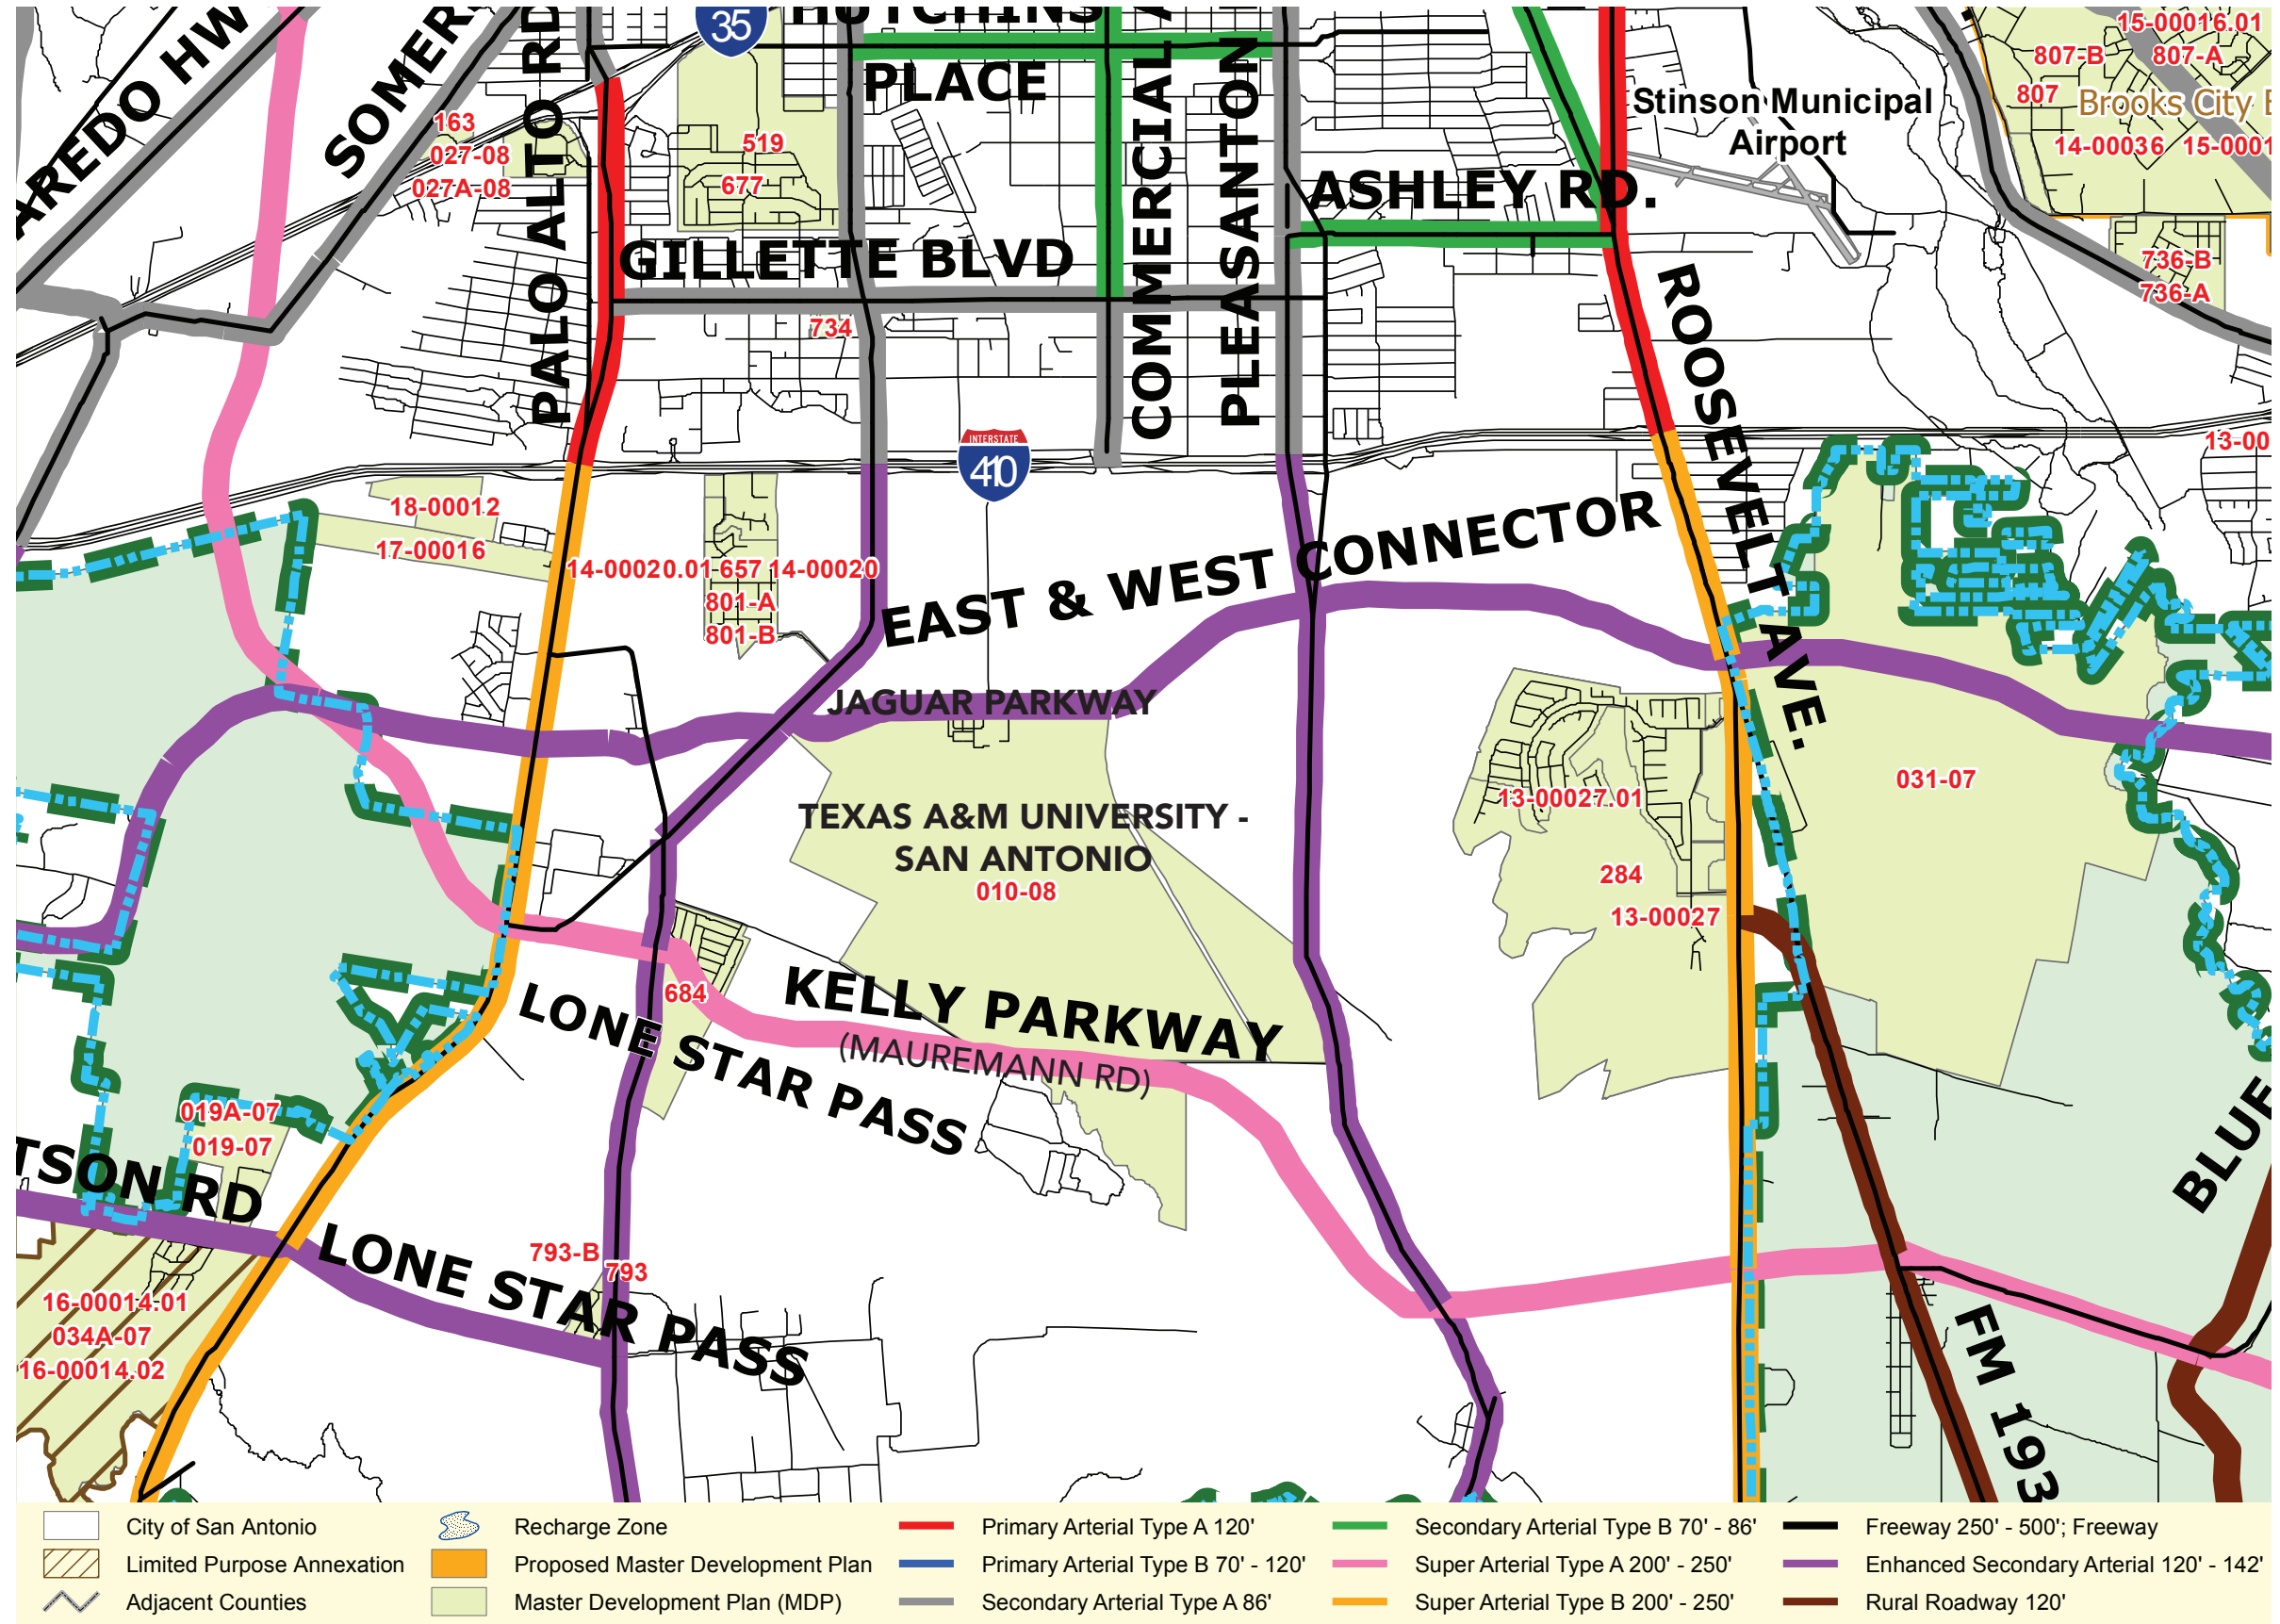 35
HUTCHINS
PLACE
PALO ALTO RD
COMMERCIAL
PLEASANTON
15-00016.01
807-B 807-A
807 Brooks City
14-00036
Stinson Municipal
Airport
163
027-08
027A-08
519
677
ASHLEY RD.
GILLETTE BLVD
734
736-B
736-A
ROOSEVELT AVE.
INTERSTATE
410
18-00012
17-00016
14-00020.01 657 14-00020
801-A
801-B
EAST & WEST CONNECTOR
JAGUAR PARKWAY
TEXAS A&M UNIVERSITY -
SAN ANTONIO
010-08
13-00027.01
284
13-00027
031-07
684
KELLY PARKWAY
(MAUREMANN RD)
LONE STAR PASS
019A-07
019-07
TSON RD
LONE STAR PASS
793-B
793
16-00014.01
034A-07
16-00014.02
BLUE
FM 193
City of San Antonio
Limited Purpose Annexation
Adjacent Counties
Recharge Zone
Proposed Master Development Plan
Master Development Plan (MDP)
Primary Arterial Type A 120'
Primary Arterial Type B 70' - 120'
Secondary Arterial Type A 86'
Secondary Arterial Type B 70' - 86'
Super Arterial Type A 200' - 250'
Super Arterial Type B 200' - 250'
Freeway 250' - 500'; Freeway
Enhanced Secondary Arterial 120' - 142'
Rural Roadway 120'